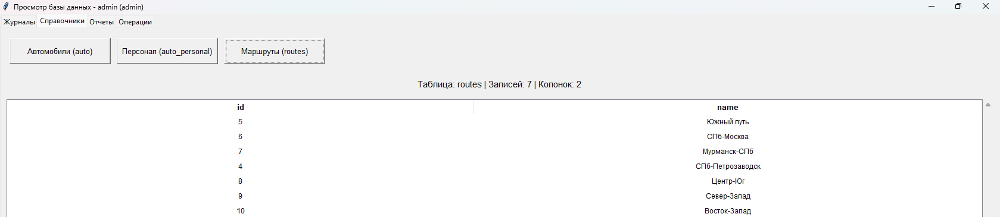 Просмотр базы данных - admin (admin)
Журналы Справочники Отчеты Операции
Автомобили (auto) Персонал (auto_personal) Маршруты (routes)
Таблица: routes | Записей: 7 | Колонок: 2
id name
5 Южный путь
6 СПб-Москва
7 Мурманск-СПб
4 СПб-Петрозаводск
8 Центр-Юг
9 Север-Запад
10 Восток-Запад